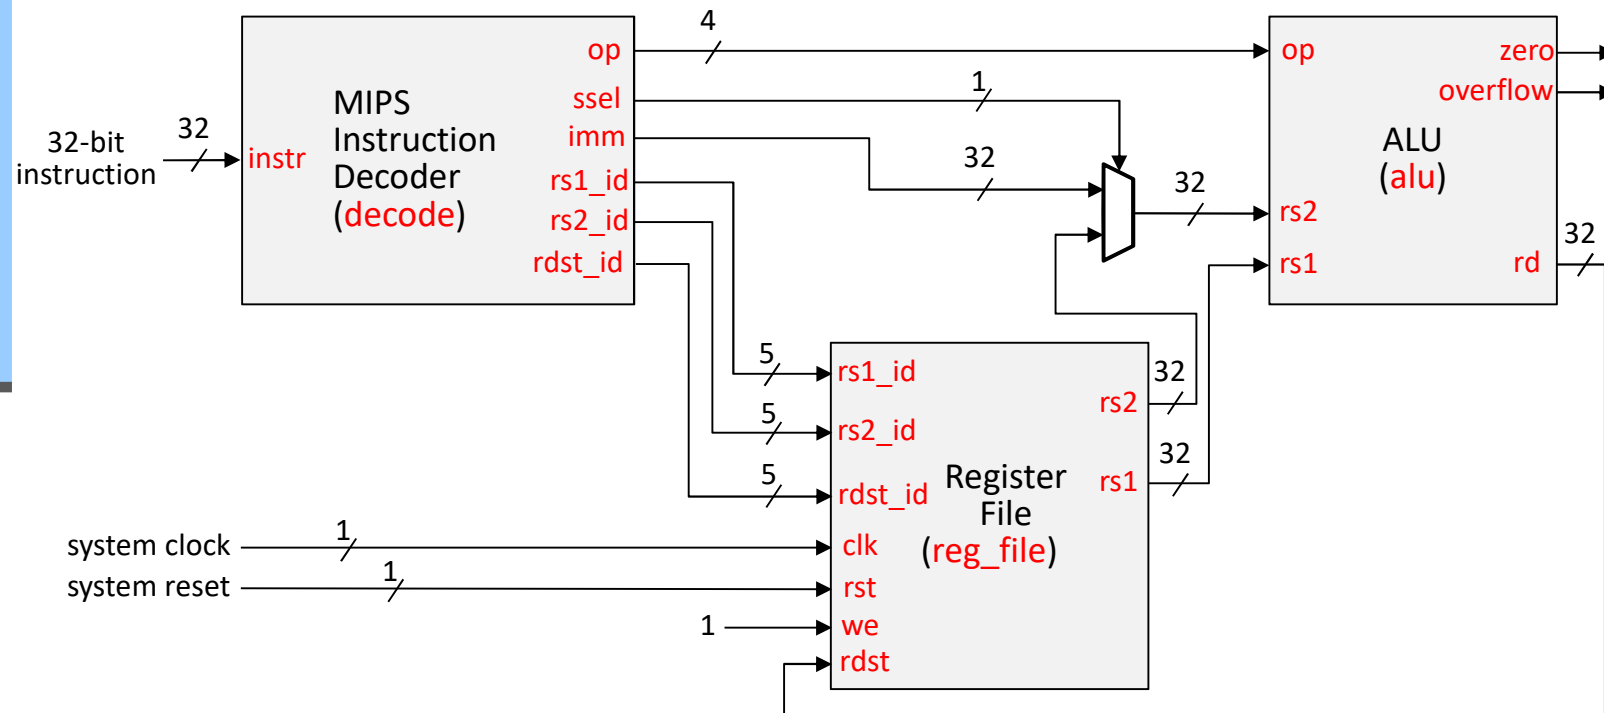 32-bit
instruction
32
instr
MIPS
Instruction
Decoder
(decode)
op
ssel
imm
rs1_id
rs2_id
rdst_id
4
1
32
32
op
rs2
rs1
ALU
(alu)
zero
overflow
rd
32
5
5
5
system clock
1
system reset
1
1
rs1_id
rs2_id
rdst_id
clk
rst
we
rdst
Register
File
(reg_file)
rs2
rs1
32
32